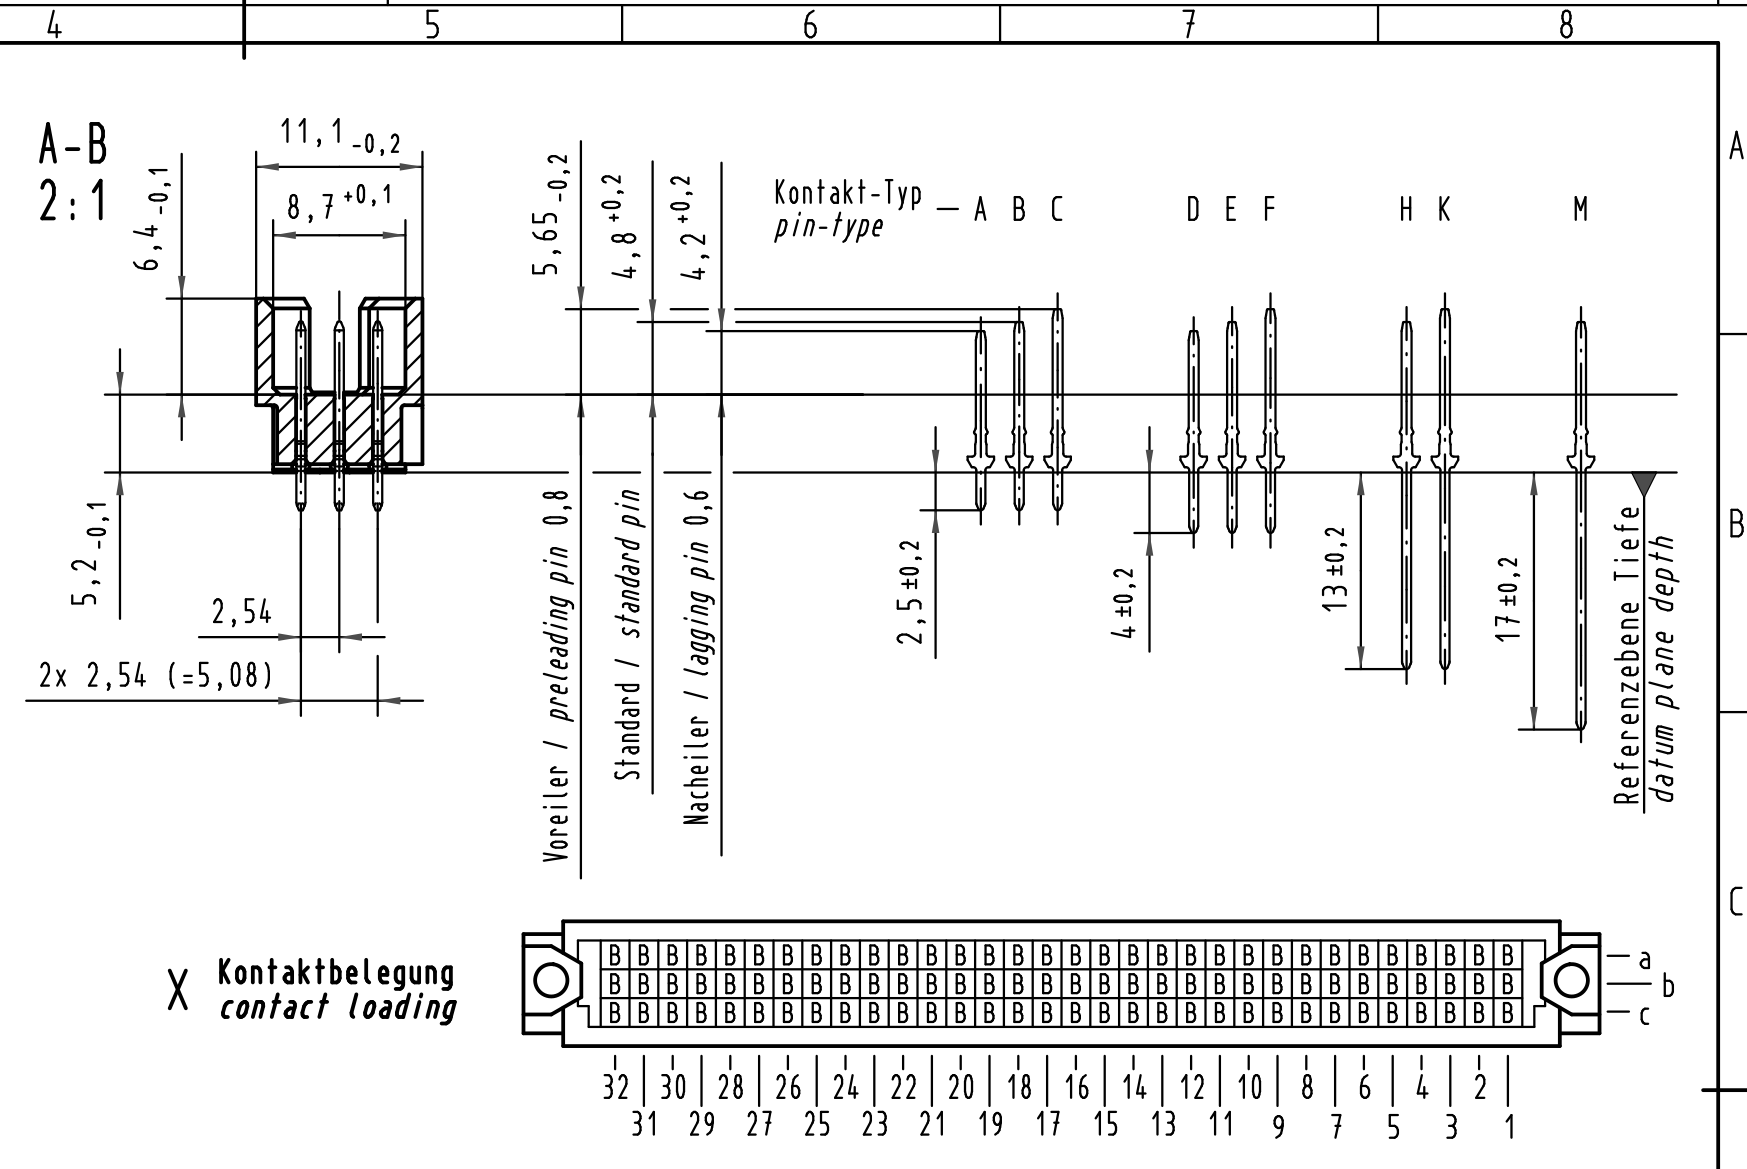 4 5 6 7 8
A
B
C
A-B
2:1
11,1 -0,2
8,7 +0,1
6,4 -0,1
5,2 -0,1
2,54
2x 2,54 (=5,08)
5,65 -0,2
4,8 +0,2
4,2 +0,2
Voreiler / preleading pin 0,8
Standard / standard pin
Nacheiler / lagging pin 0,6
Kontakt-Typ — A B C D E F H K M
pin-type
2,5 ±0,2
4 ±0,2
13 ±0,2
17 ±0,2
Referenzebene Tiefe
datum plane depth
X Kontaktbelegung
contact loading
B B B B B B B B B B B B B B B B B B B B B B B B B B B B B B B B a
B B B B B B B B B B B B B B B B B B B B B B B B B B B B B B B B b
B B B B B B B B B B B B B B B B B B B B B B B B B B B B B B B B c
32 30 28 26 24 22 20 18 16 14 12 10 8 6 4 2
31 29 27 25 23 21 19 17 15 13 11 9 7 5 3 1